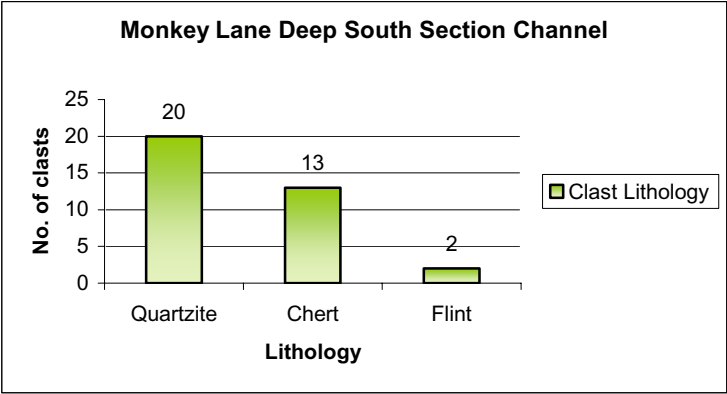 Monkey Lane Deep South Section Channel
25
20
15
10
5
0
No. of clasts
20
13
2
Quartzite Chert Flint
Lithology
Clast Lithology